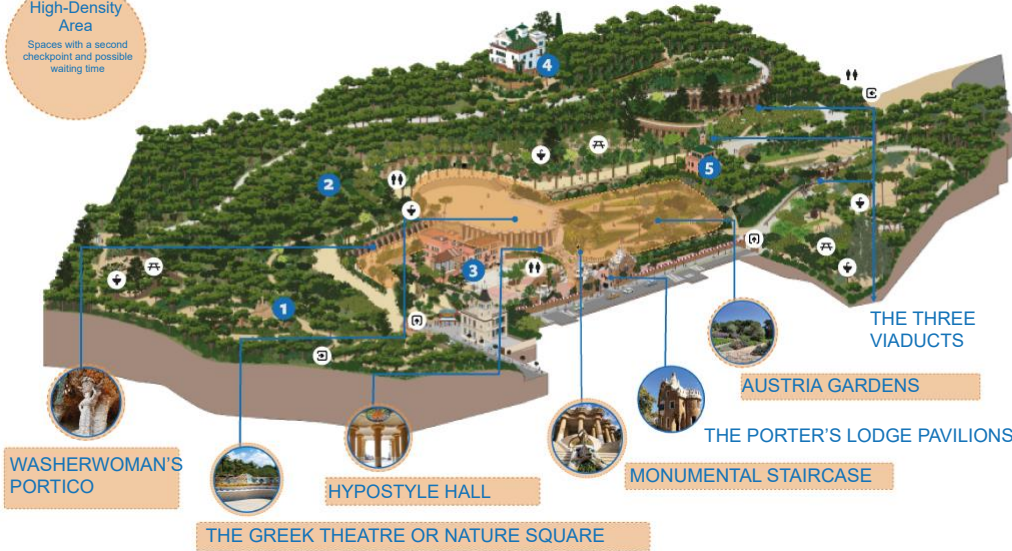 High-Density
Area
Spaces with a second
checkpoint and possible
waiting time
4
5
2
3
1
THE THREE
VIADUCTS
AUSTRIA GARDENS
THE PORTER'S LODGE PAVILIONS
WASHERWOMAN'S
PORTICO
MONUMENTAL STAIRCASE
HYPOSTYLE HALL
THE GREEK THEATRE OR NATURE SQUARE